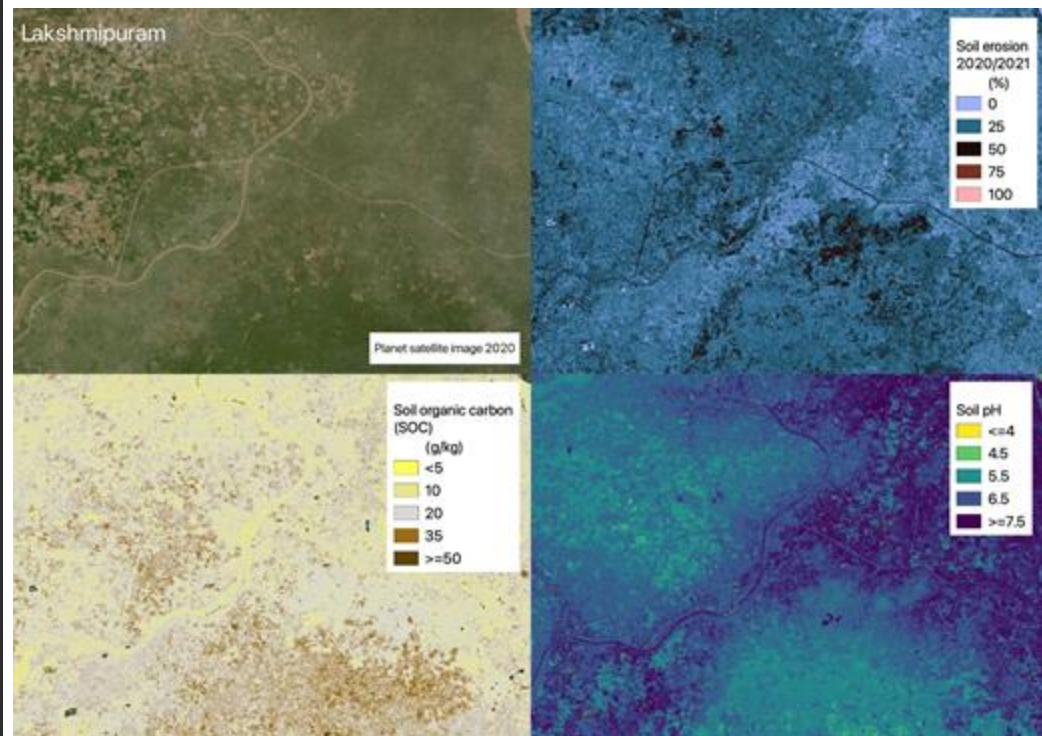 Lakshmipuram
Soil erosion
2020/2021
(%)
0
25
50
75
100
Planet satellite image 2020
Soil organic carbon
(SOC)
(g/kg)
<5
10
20
35
>=50
Soil pH
<=4
4.5
5.5
6.5
>=7.5